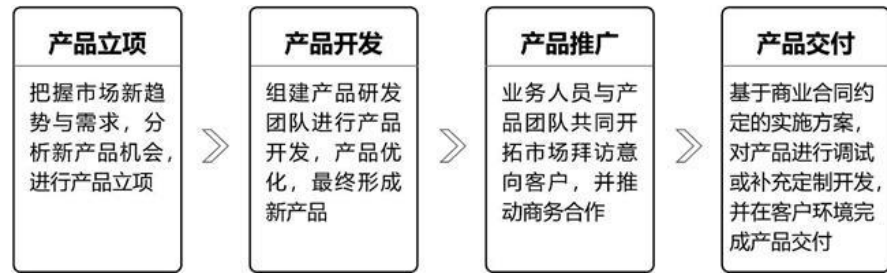 产品立项
把握市场新趋
势与需求，分
析新产品机会，
进行产品立项
产品开发
组建产品研发
团队进行产品
开发，产品优
化，最终形成
新产品
产品推广
业务人员与产
品团队共同开
拓市场拜访意
向客户，并推
动商务合作
产品交付
基于商业合同约
定的实施方案，
对产品进行调试
或补充定制开发，
并在客户环境完
成产品交付